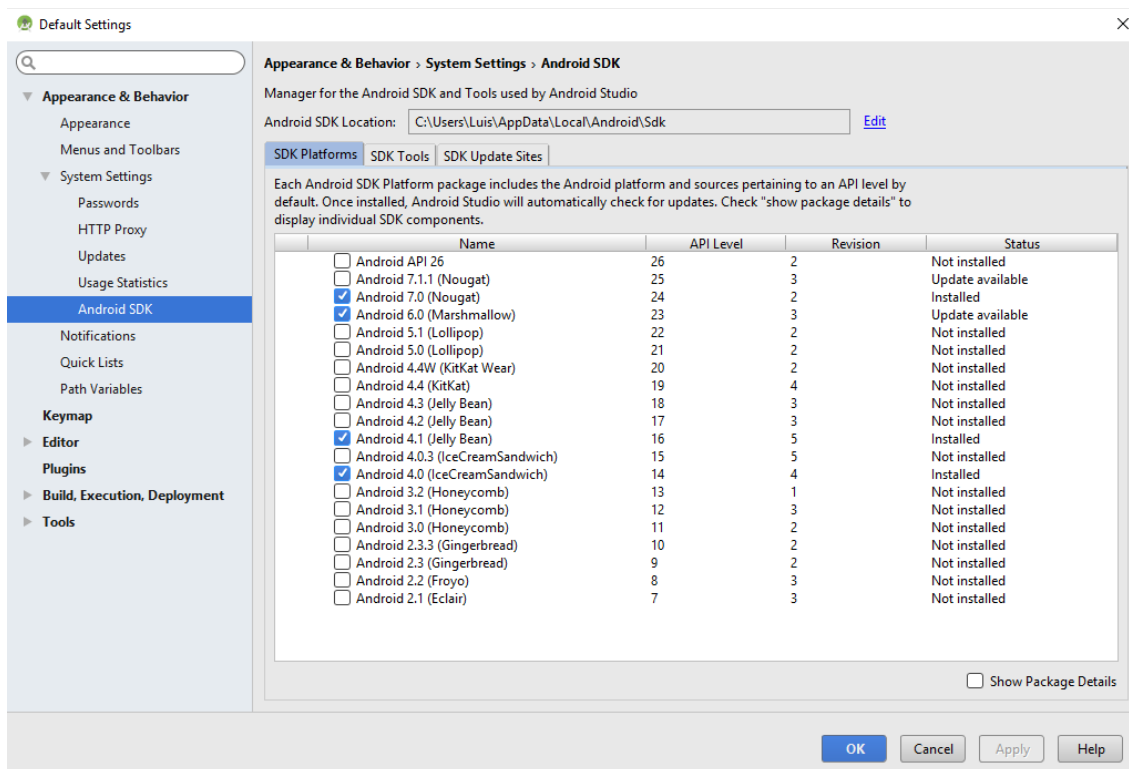 Default Settings
Appearance & Behavior › System Settings › Android SDK
Appearance & Behavior
Appearance
Menus and Toolbars
System Settings
Passwords
HTTP Proxy
Updates
Usage Statistics
Android SDK
Notifications
Quick Lists
Path Variables
Keymap
Editor
Plugins
Build, Execution, Deployment
Tools
Manager for the Android SDK and Tools used by Android Studio
Android SDK Location: C:\Users\Luis\AppData\Local\Android\Sdk Edit
SDK Platforms SDK Tools SDK Update Sites
Each Android SDK Platform package includes the Android platform and sources pertaining to an API level by
default. Once installed, Android Studio will automatically check for updates. Check "show package details" to
display individual SDK components.
Name API Level Revision Status
Android API 26 26 2 Not installed
Android 7.1.1 (Nougat) 25 3 Update available
Android 7.0 (Nougat) 24 2 Installed
Android 6.0 (Marshmallow) 23 3 Update available
Android 5.1 (Lollipop) 22 2 Not installed
Android 5.0 (Lollipop) 21 2 Not installed
Android 4.4W (KitKat Wear) 20 2 Not installed
Android 4.4 (KitKat) 19 4 Not installed
Android 4.3 (Jelly Bean) 18 3 Not installed
Android 4.2 (Jelly Bean) 17 3 Not installed
Android 4.1 (Jelly Bean) 16 5 Installed
Android 4.0.3 (IceCreamSandwich) 15 5 Not installed
Android 4.0 (IceCreamSandwich) 14 4 Installed
Android 3.2 (Honeycomb) 13 1 Not installed
Android 3.1 (Honeycomb) 12 3 Not installed
Android 3.0 (Honeycomb) 11 2 Not installed
Android 2.3.3 (Gingerbread) 10 2 Not installed
Android 2.3 (Gingerbread) 9 2 Not installed
Android 2.2 (Froyo) 8 3 Not installed
Android 2.1 (Eclair) 7 3 Not installed
Show Package Details
OK Cancel Apply Help